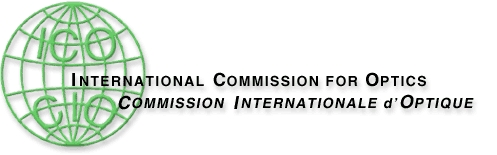 ICO
INTERNATIONAL COMMISSION FOR OPTICS
COMMISSION INTERNATIONALE d'OPTIQUE
CIO